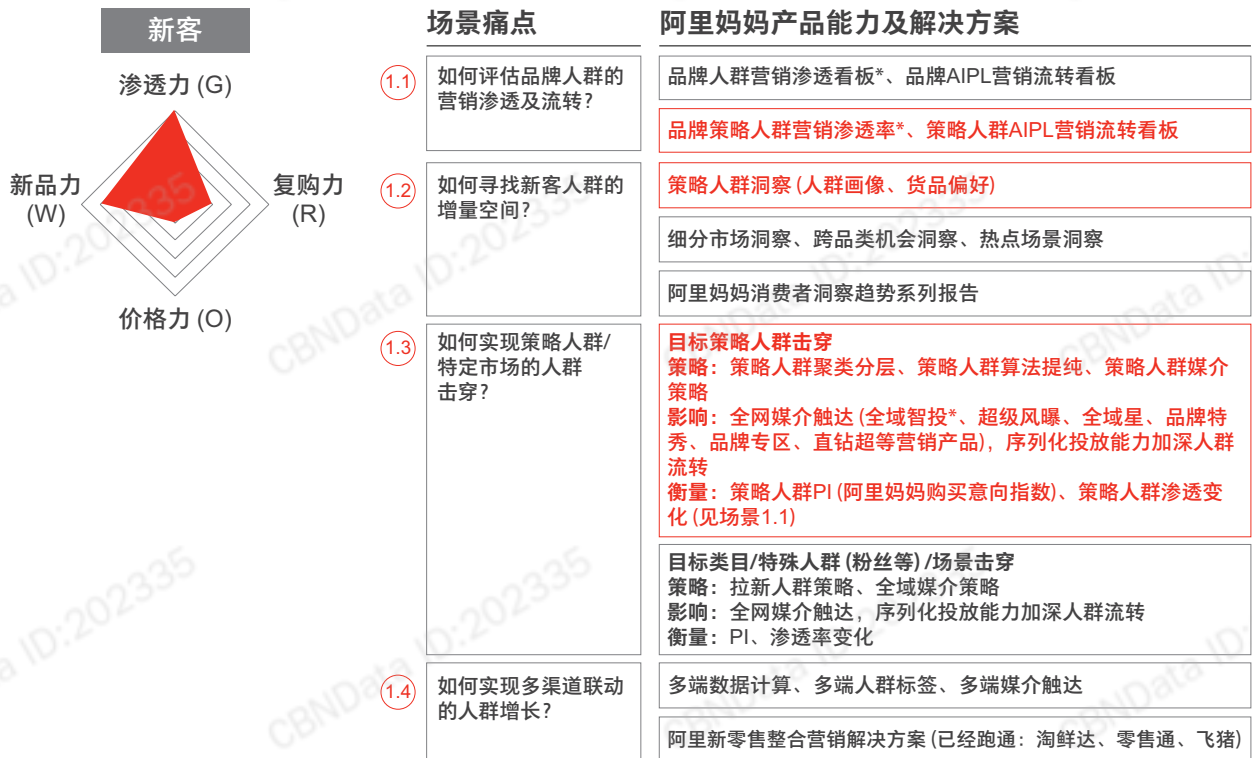 新客
渗透力 (G)
新品力
(W)
复购力
(R)
价格力 (O)
场景痛点
阿里妈妈产品能力及解决方案
1.1
如何评估品牌人群的
营销渗透及流转?
品牌人群营销渗透看板*、品牌AIPL营销流转看板
品牌策略人群营销渗透率*、策略人群AIPL营销流转看板
1.2
如何寻找新客人群的
增量空间?
策略人群洞察 (人群画像、货品偏好)
细分市场洞察、跨品类机会洞察、热点场景洞察
阿里妈妈消费者洞察趋势系列报告
1.3
如何实现策略人群/
特定市场的人群
击穿?
目标策略人群击穿
策略：策略人群聚类分层、策略人群算法提纯、策略人群媒介
策略
影响：全网媒介触达 (全域智投*、超级风曝、全域星、品牌特
秀、品牌专区、直钻超等营销产品)，序列化投放能力加深人群
流转
衡量：策略人群PI (阿里妈妈购买意向指数)、策略人群渗透变
化 (见场景1.1)
目标类目/特殊人群 (粉丝等) /场景击穿
策略：拉新人群策略、全域媒介策略
影响：全网媒介触达，序列化投放能力加深人群流转
衡量：PI、渗透率变化
1.4
如何实现多渠道联动
的人群增长?
多端数据计算、多端人群标签、多端媒介触达
阿里新零售整合营销解决方案 (已经跑通：淘鲜达、零售通、飞猪)
CBNData ID:202335